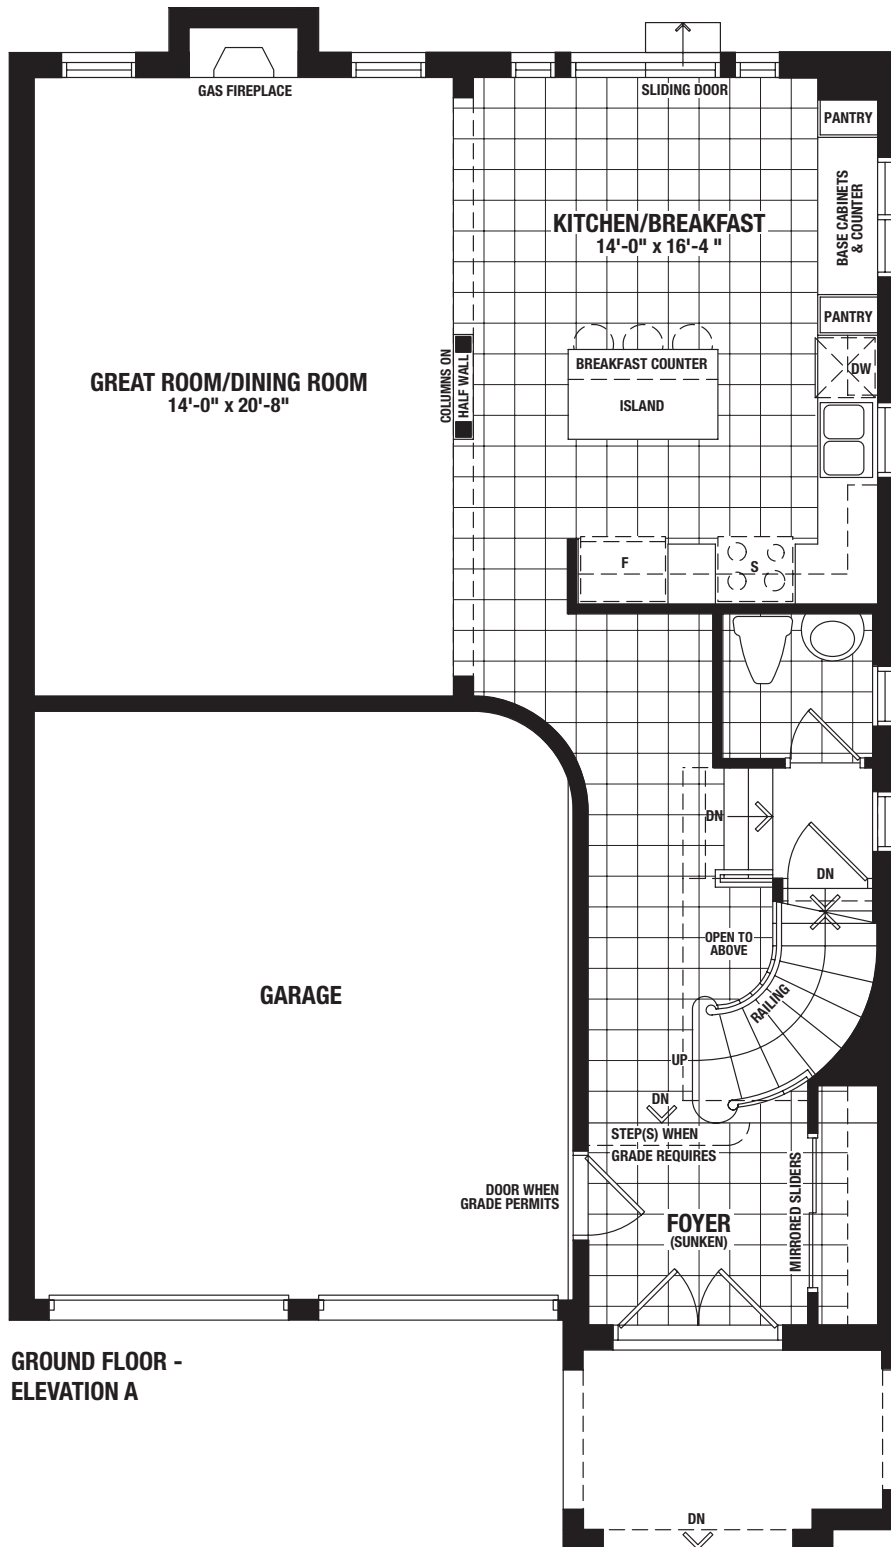 GAS FIREPLACE
SLIDING DOOR
PANTRY
KITCHEN/BREAKFAST
14'-0" x 16'-4 "
BASE CABINETS
& COUNTER
PANTRY
GREAT ROOM/DINING ROOM
14'-0" x 20'-8"
COLUMNS ON
HALF WALL
BREAKFAST COUNTER
ISLAND
DW
F
S
DN
DN
OPEN TO
ABOVE
RAILING
GARAGE
UP
DN
STEP(S) WHEN
GRADE REQUIRES
DOOR WHEN
GRADE PERMITS
FOYER
(SUNKEN)
MIRRORED SLIDERS
GROUND FLOOR -
ELEVATION A
DN